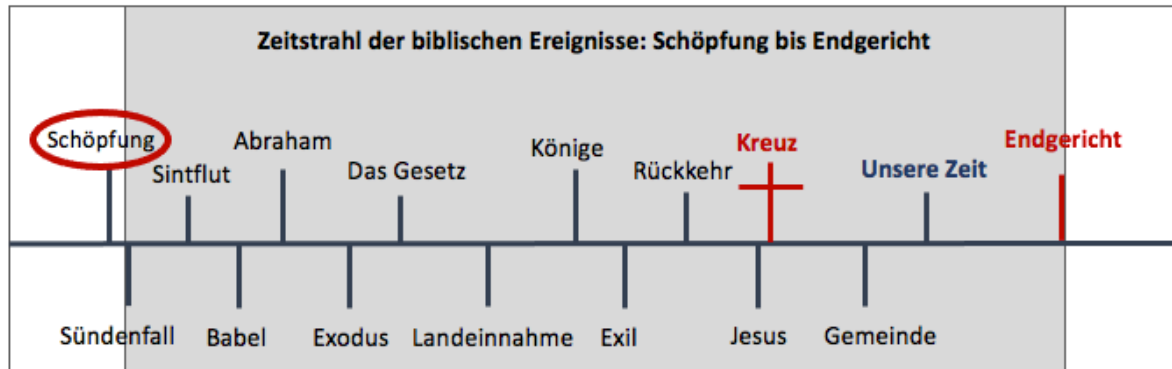 Zeitstrahl der biblischen Ereignisse: Schöpfung bis Endgericht
Schöpfung
Sintflut
Abraham
Das Gesetz
Könige
Rückkehr
Kreuz
Unsere Zeit
Endgericht
Sündenfall
Babel
Exodus
Landeinnahme
Exil
Jesus
Gemeinde